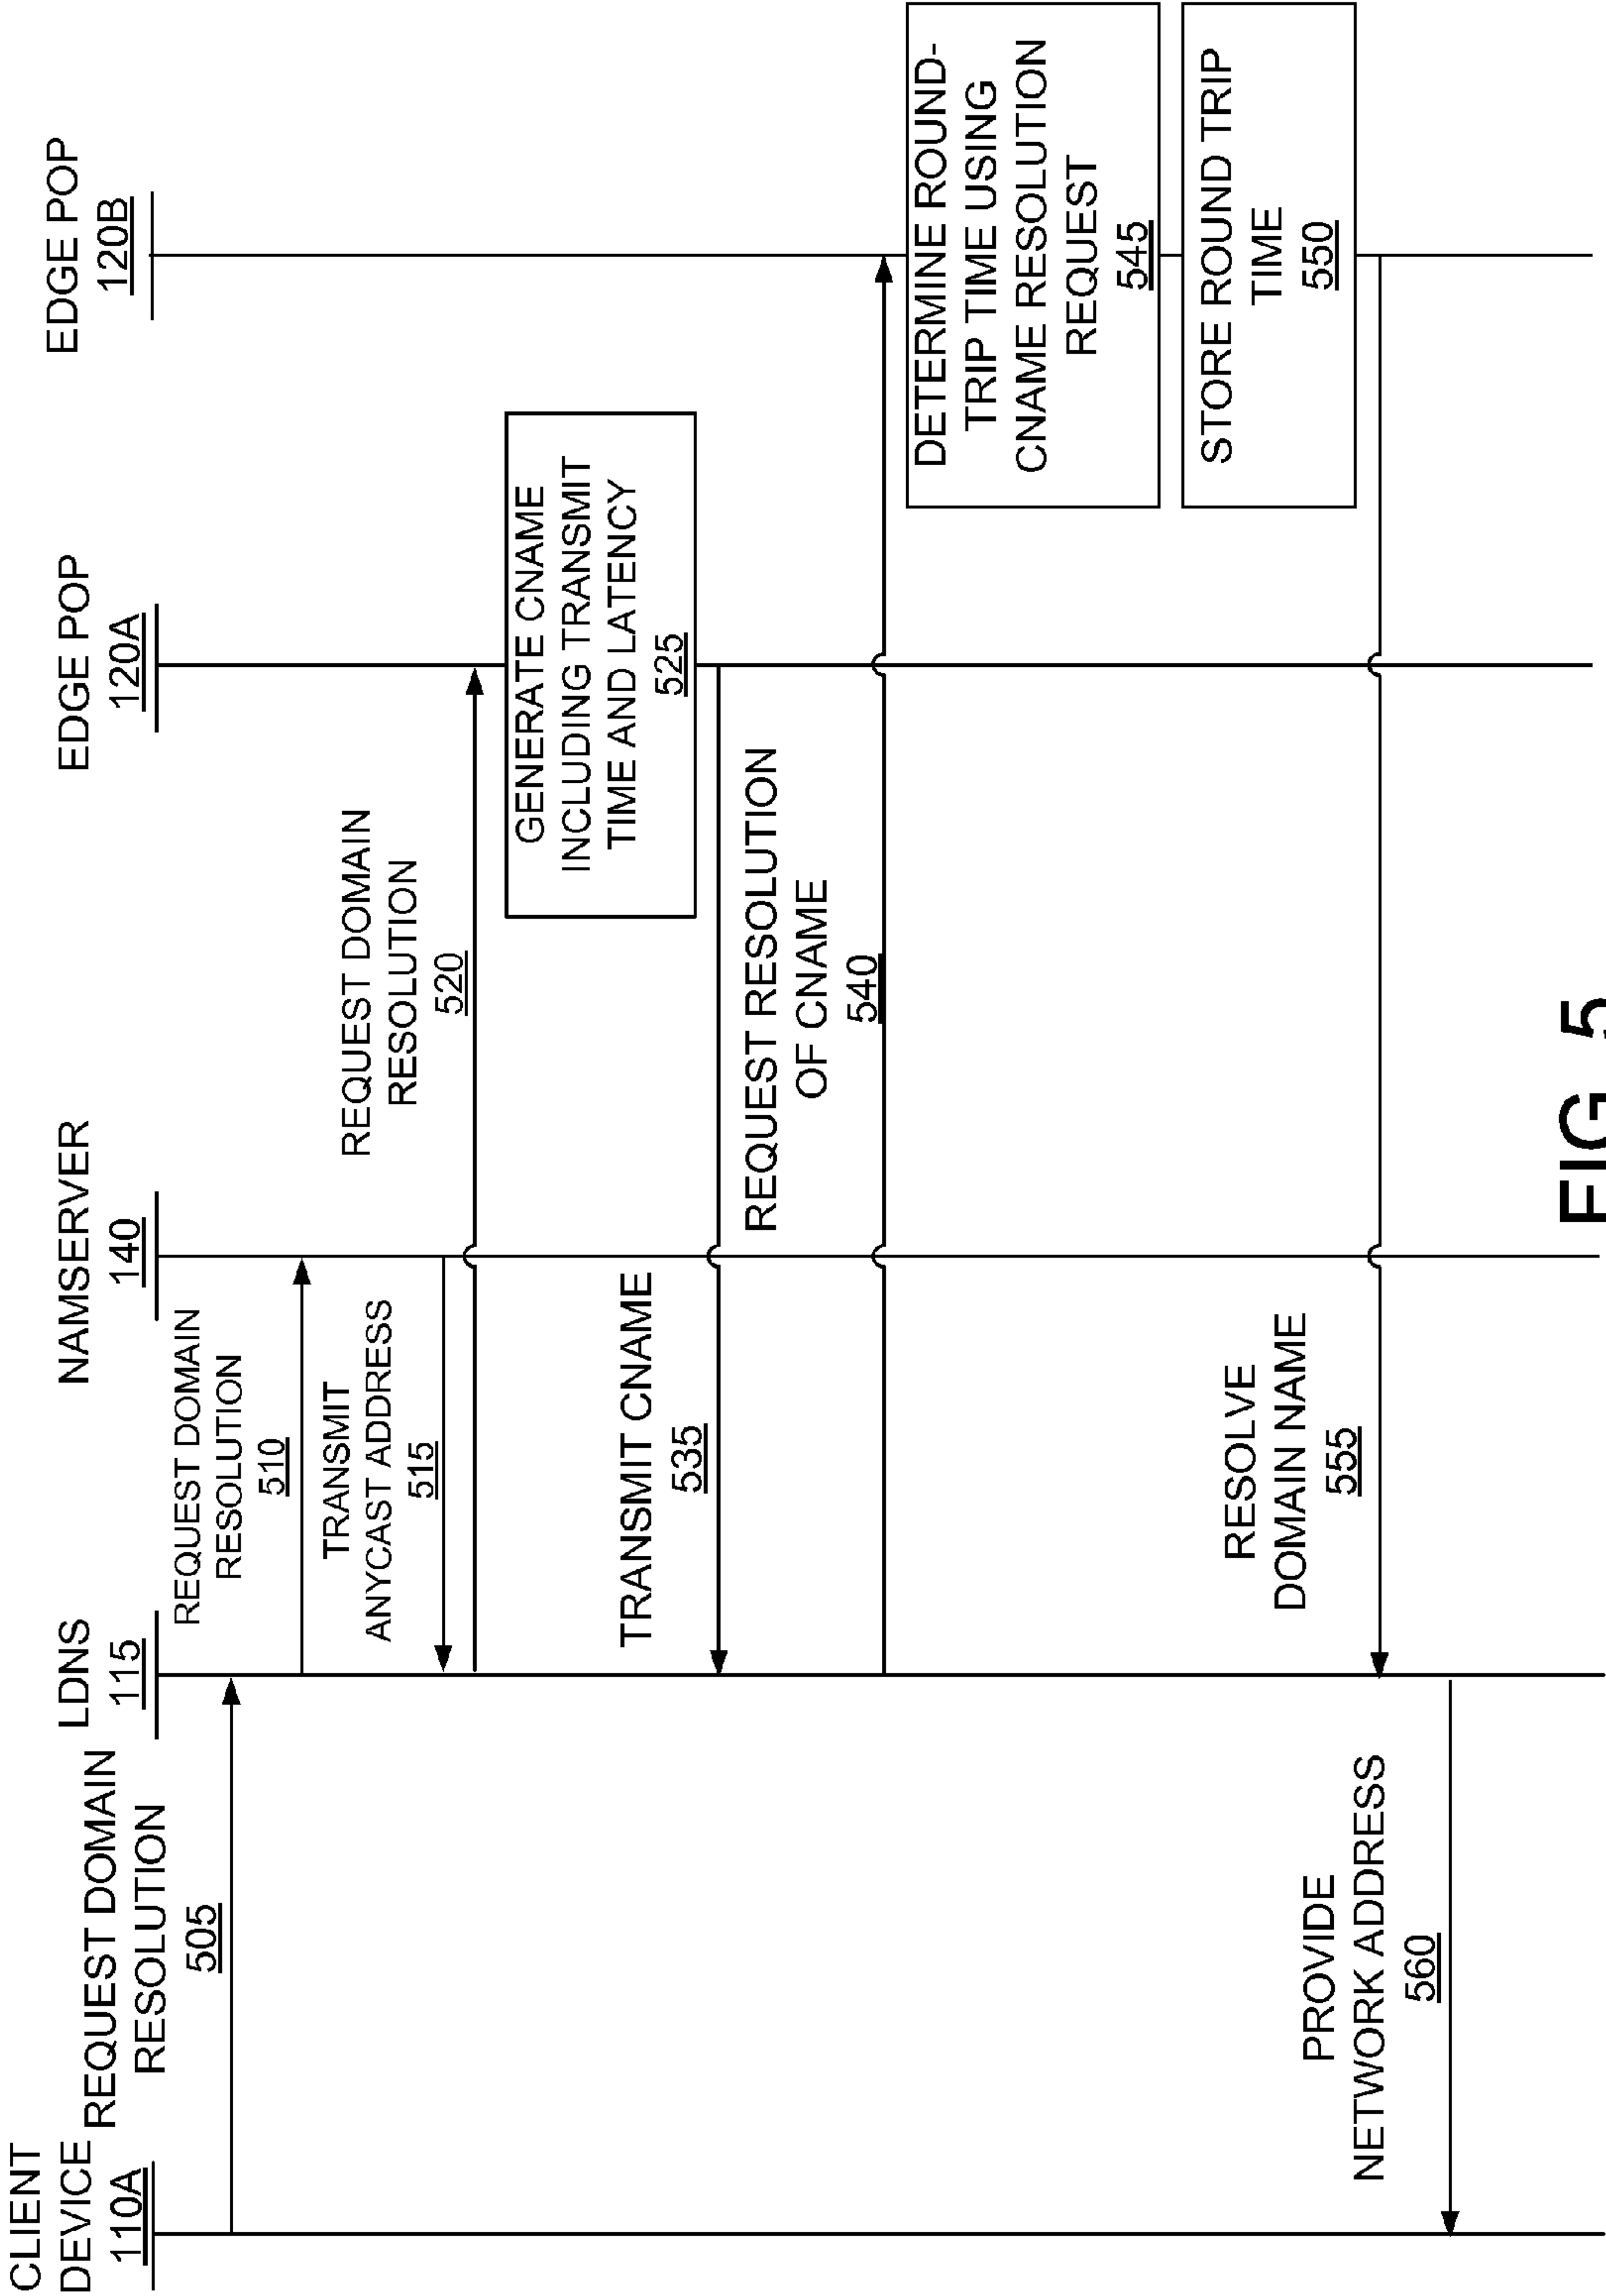 CLIENT
DEVICE
110A
LDNS
115
NAMSERVER
140
EDGE POP
120A
EDGE POP
120B
REQUEST DOMAIN
RESOLUTION
505
REQUEST DOMAIN
RESOLUTION
510
TRANSMIT
ANYCAST ADDRESS
515
REQUEST DOMAIN
RESOLUTION
520
GENERATE CNAME
INCLUDING TRANSMIT
TIME AND LATENCY
525
TRANSMIT CNAME
535
REQUEST RESOLUTION
OF CNAME
540
DETERMINE ROUND-
TRIP TIME USING
CNAME RESOLUTION
REQUEST
545
STORE ROUND TRIP
TIME
550
RESOLVE
DOMAIN NAME
555
PROVIDE
NETWORK ADDRESS
560
FIG. 5